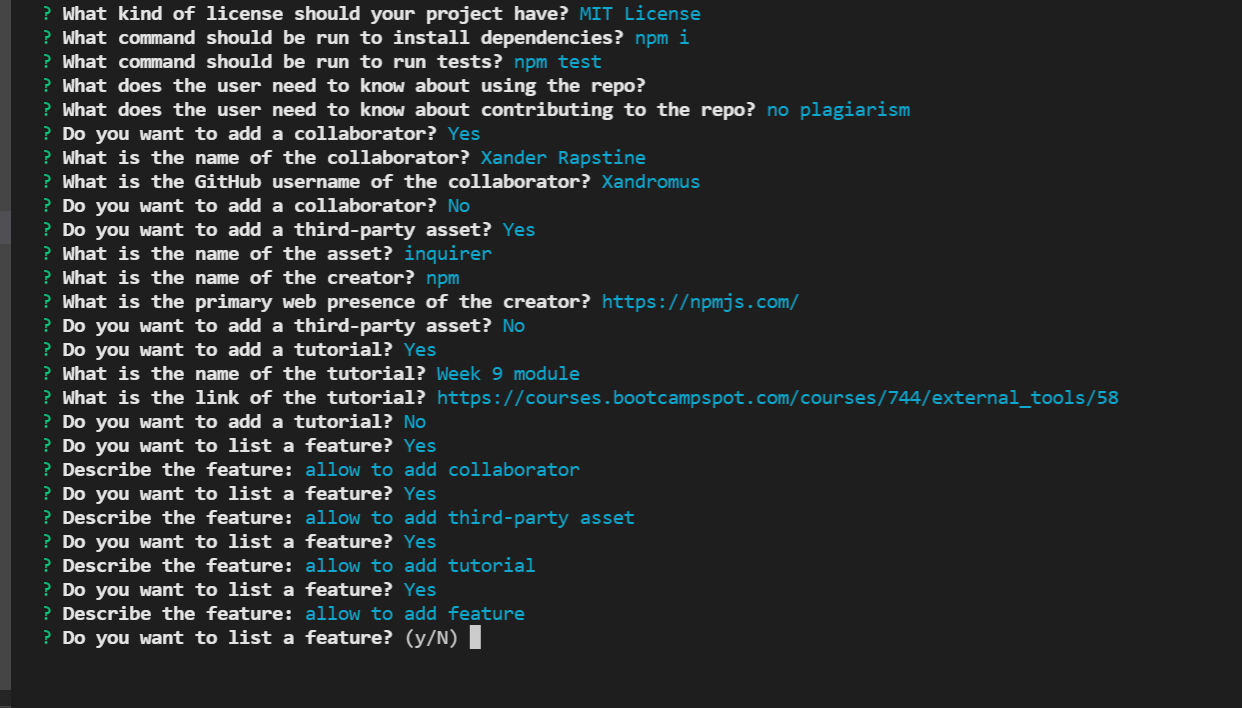 ? What kind of license should your project have? MIT License
? What command should be run to install dependencies? npm i
? What command should be run to run tests? npm test
? What does the user need to know about using the repo?
? What does the user need to know about contributing to the repo? no plagiarism
? Do you want to add a collaborator? Yes
? What is the name of the collaborator? Xander Rapstine
? What is the GitHub username of the collaborator? Xandromus
? Do you want to add a collaborator? No
? Do you want to add a third-party asset? Yes
? What is the name of the asset? inquirer
? What is the name of the creator? npm
? What is the primary web presence of the creator? https://npmjs.com/
? Do you want to add a third-party asset? No
? Do you want to add a tutorial? Yes
? What is the name of the tutorial? Week 9 module
? What is the link of the tutorial? https://courses.bootcampspot.com/courses/744/external_tools/58
? Do you want to add a tutorial? No
? Do you want to list a feature? Yes
? Describe the feature: allow to add collaborator
? Do you want to list a feature? Yes
? Describe the feature: allow to add third-party asset
? Do you want to list a feature? Yes
? Describe the feature: allow to add tutorial
? Do you want to list a feature? Yes
? Describe the feature: allow to add feature
? Do you want to list a feature? (y/N)